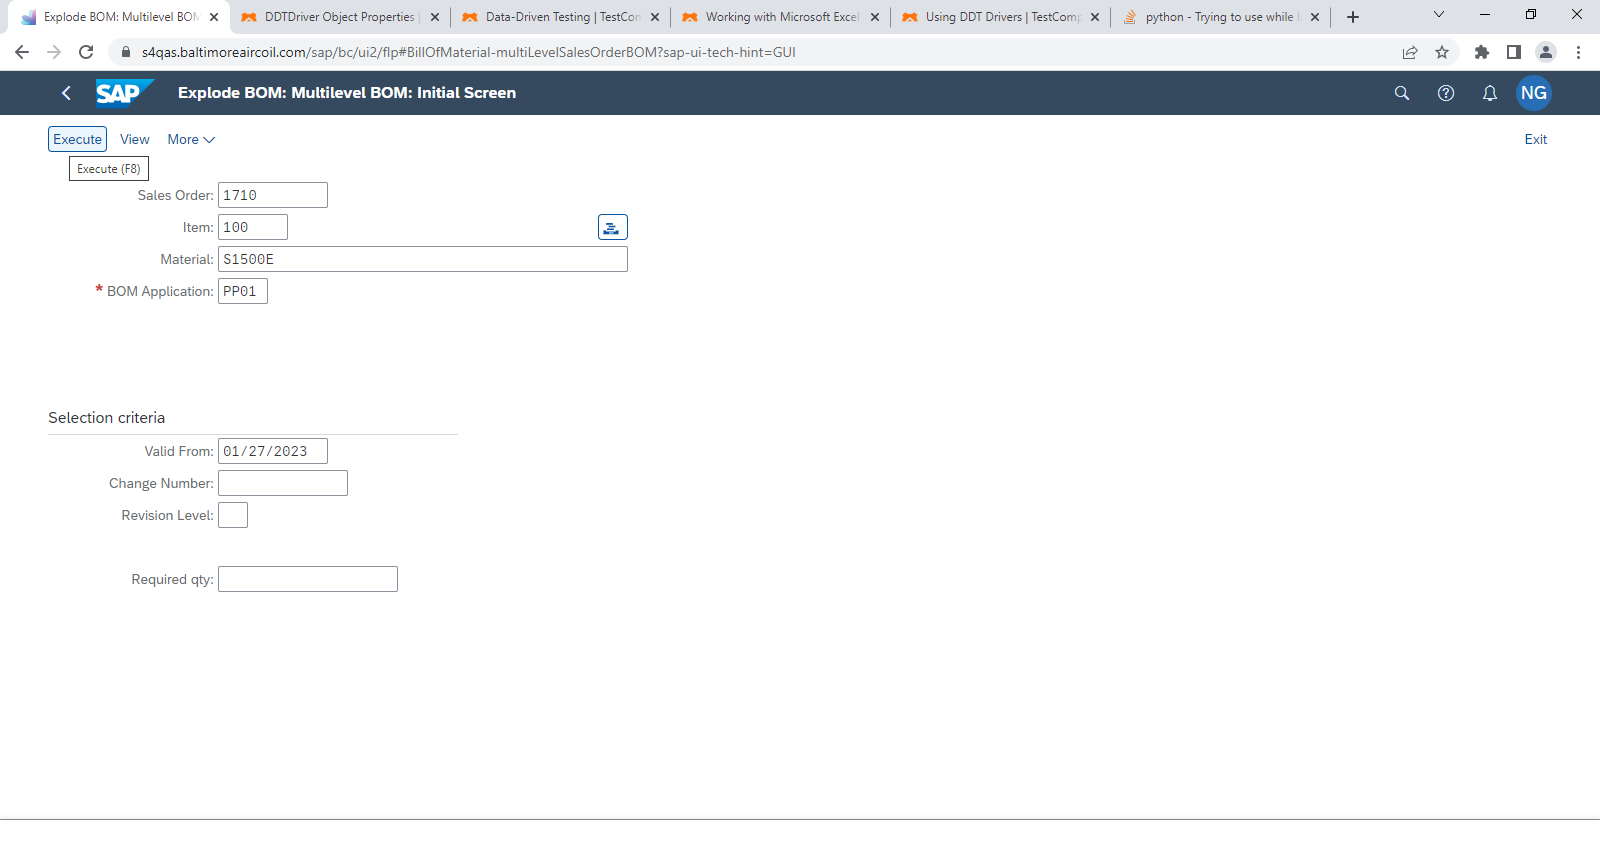 Explode BOM: Multilevel BOM
DDTDriver Object Properties |
Data-Driven Testing | TestCom
Working with Microsoft Excel
Using DDT Drivers | TestComp
python - Trying to use while l
s4qas.baltimoreaircoil.com/sap/bc/ui2/flp#BillOfMaterial-multiLevelSalesOrderBOM?sap-ui-tech-hint=GUI
SAP Explode BOM: Multilevel BOM: Initial Screen NG
Execute View More Exit
Execute (F8)
Sales Order: 1710
Item: 100
Material: S1500E
* BOM Application: PP01
Selection criteria
Valid From: 01/27/2023
Change Number:
Revision Level:
Required qty: